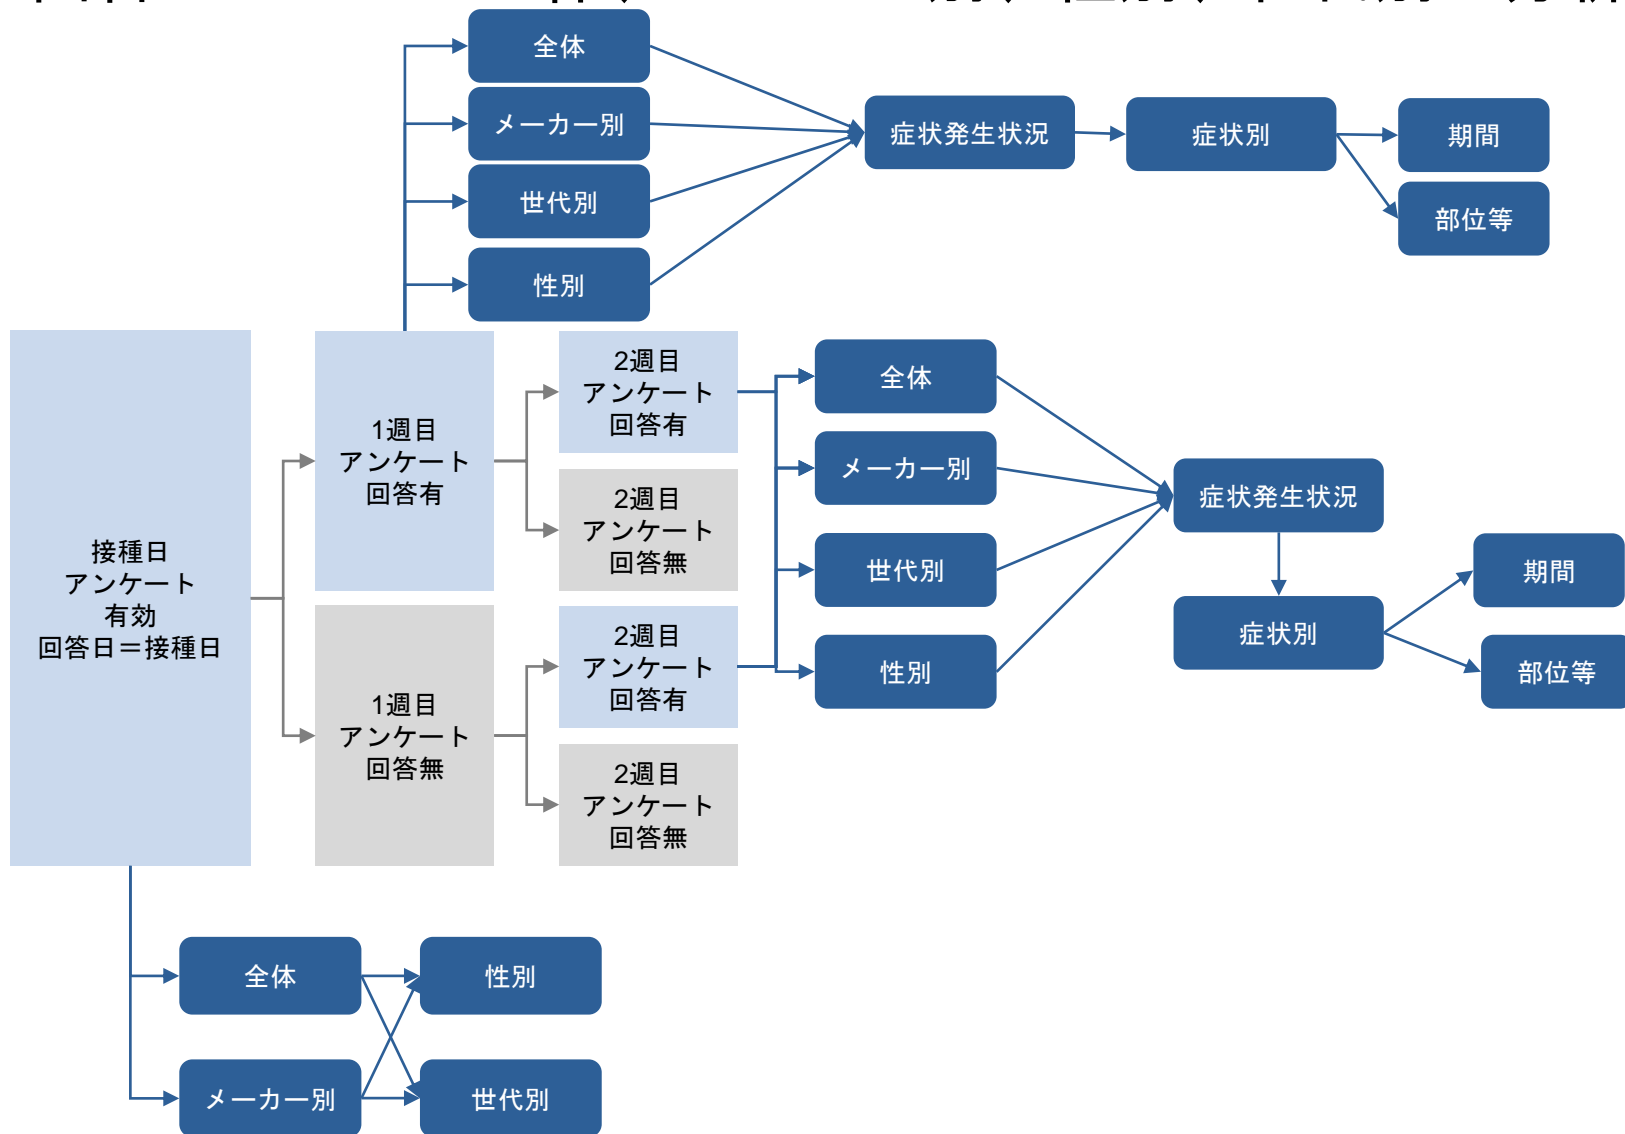 全体
メーカー別
世代別
性別
症状発生状況
症状別
期間
部位等
接種日
アンケート
有効
回答日＝接種日
1週目
アンケート
回答有
1週目
アンケート
回答無
2週目
アンケート
回答有
2週目
アンケート
回答無
2週目
アンケート
回答有
2週目
アンケート
回答無
全体
メーカー別
世代別
性別
症状発生状況
症状別
期間
部位等
全体
メーカー別
性別
世代別